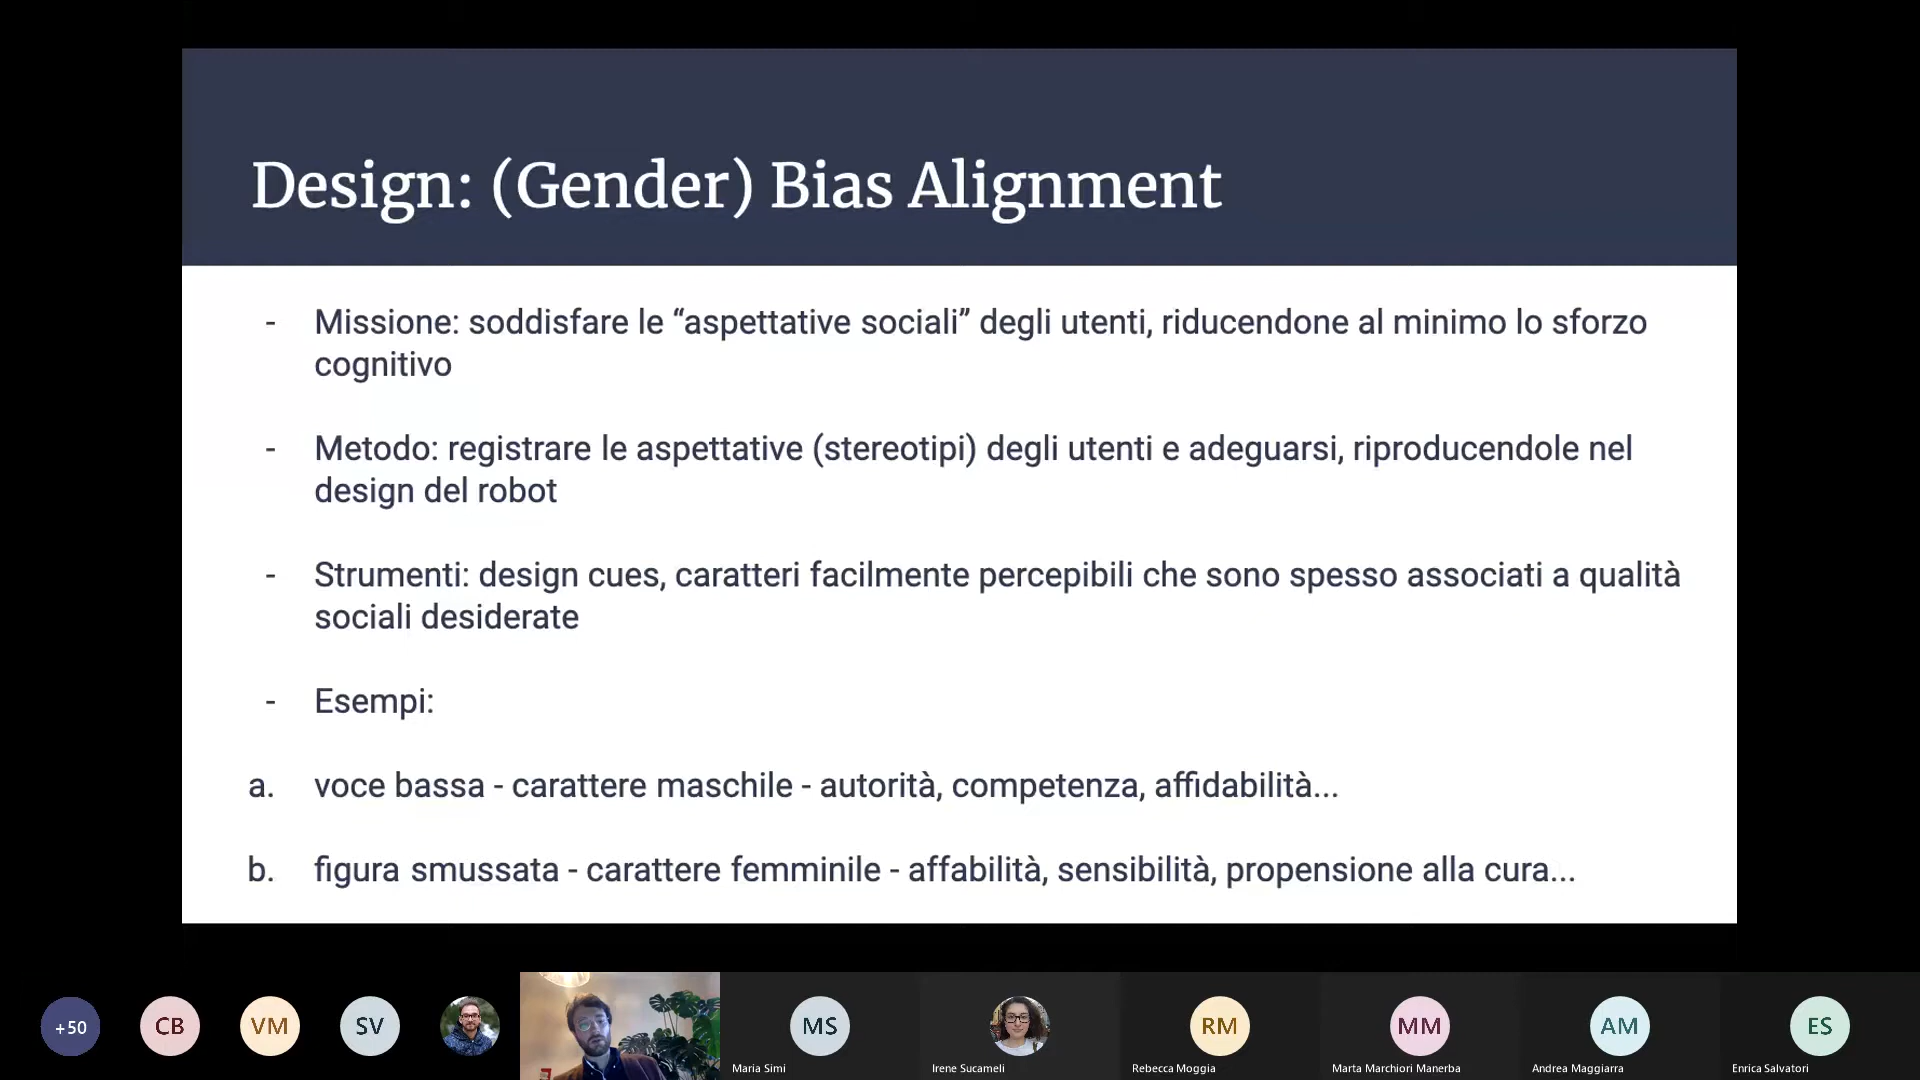 Design: (Gender) Bias Alignment
- Missione: soddisfare le “aspettative sociali” degli utenti, riducendone al minimo lo sforzo
cognitivo
- Metodo: registrare le aspettative (stereotipi) degli utenti e adeguarsi, riproducendole nel
design del robot
- Strumenti: design cues, caratteri facilmente percepibili che sono spesso associati a qualità
sociali desiderate
- Esempi:
a. voce bassa - carattere maschile - autorità, competenza, affidabilità...
b. figura smussata - carattere femminile - affabilità, sensibilità, propensione alla cura...
+50 CB VM SV MS RM MM AM ES
Maria Simi Irene Sucameli Rebecca Moggia Marta Marchiori Manerba Andrea Maggiarra Enrica Salvatori